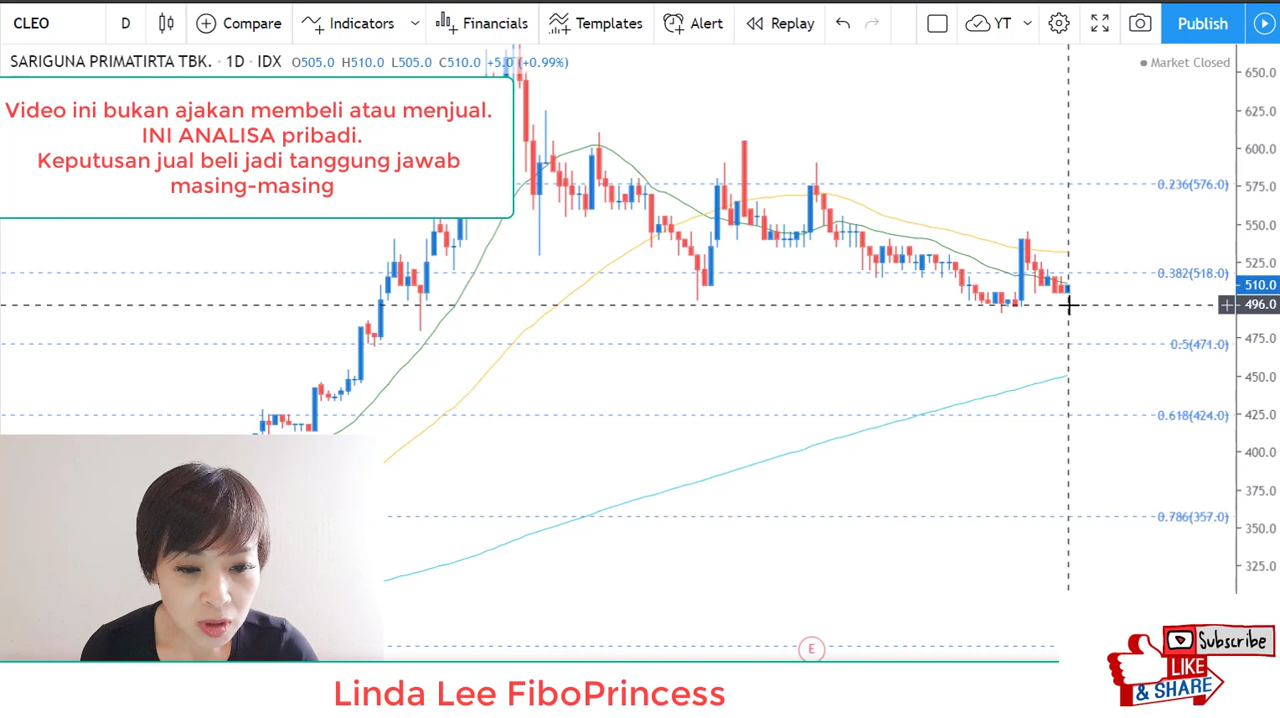 CLEO D Compare Indicators Financials Templates Alert Replay YT Publish
SARIGUNA PRIMATIRTA TBK. · 1D · IDX O505.0 H510.0 L505.0 C510.0 +5.0 (+0.99%)
Market Closed
Video ini bukan ajakan membeli atau menjual.
INI ANALISA pribadi.
Keputusan jual beli jadi tanggung jawab
masing-masing
650.0
625.0
600.0
0.236(576.0)
575.0
550.0
525.0
0.382(518.0)
510.0
496.0
475.0
0.5(471.0)
450.0
0.618(424.0)
425.0
400.0
375.0
0.786(357.0)
350.0
325.0
E
Subscribe
LIKE
& SHARE
Linda Lee FiboPrincess